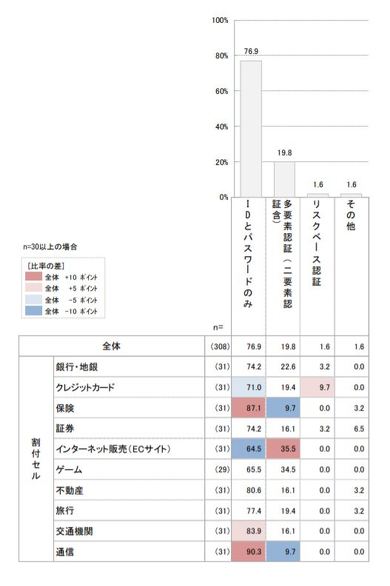 100%
80%
60%
40%
20%
0%
76.9
19.8
1.6
1.6
IDとパスワードのみ
多要素認証（二要素認証含）
リスクベース認証
その他
n=30以上の場合
[比率の差]
全体 +10 ポイント
全体 +5 ポイント
全体 -5 ポイント
全体 -10 ポイント
n=
全体 (308) 76.9 19.8 1.6 1.6
割付セル
銀行・地銀 (31) 74.2 22.6 3.2 0.0
クレジットカード (31) 71.0 19.4 9.7 0.0
保険 (31) 87.1 9.7 0.0 3.2
証券 (31) 74.2 16.1 3.2 6.5
インターネット販売（ECサイト） (31) 64.5 35.5 0.0 0.0
ゲーム (29) 65.5 34.5 0.0 0.0
不動産 (31) 80.6 16.1 0.0 3.2
旅行 (31) 77.4 19.4 0.0 3.2
交通機関 (31) 83.9 16.1 0.0 0.0
通信 (31) 90.3 9.7 0.0 0.0